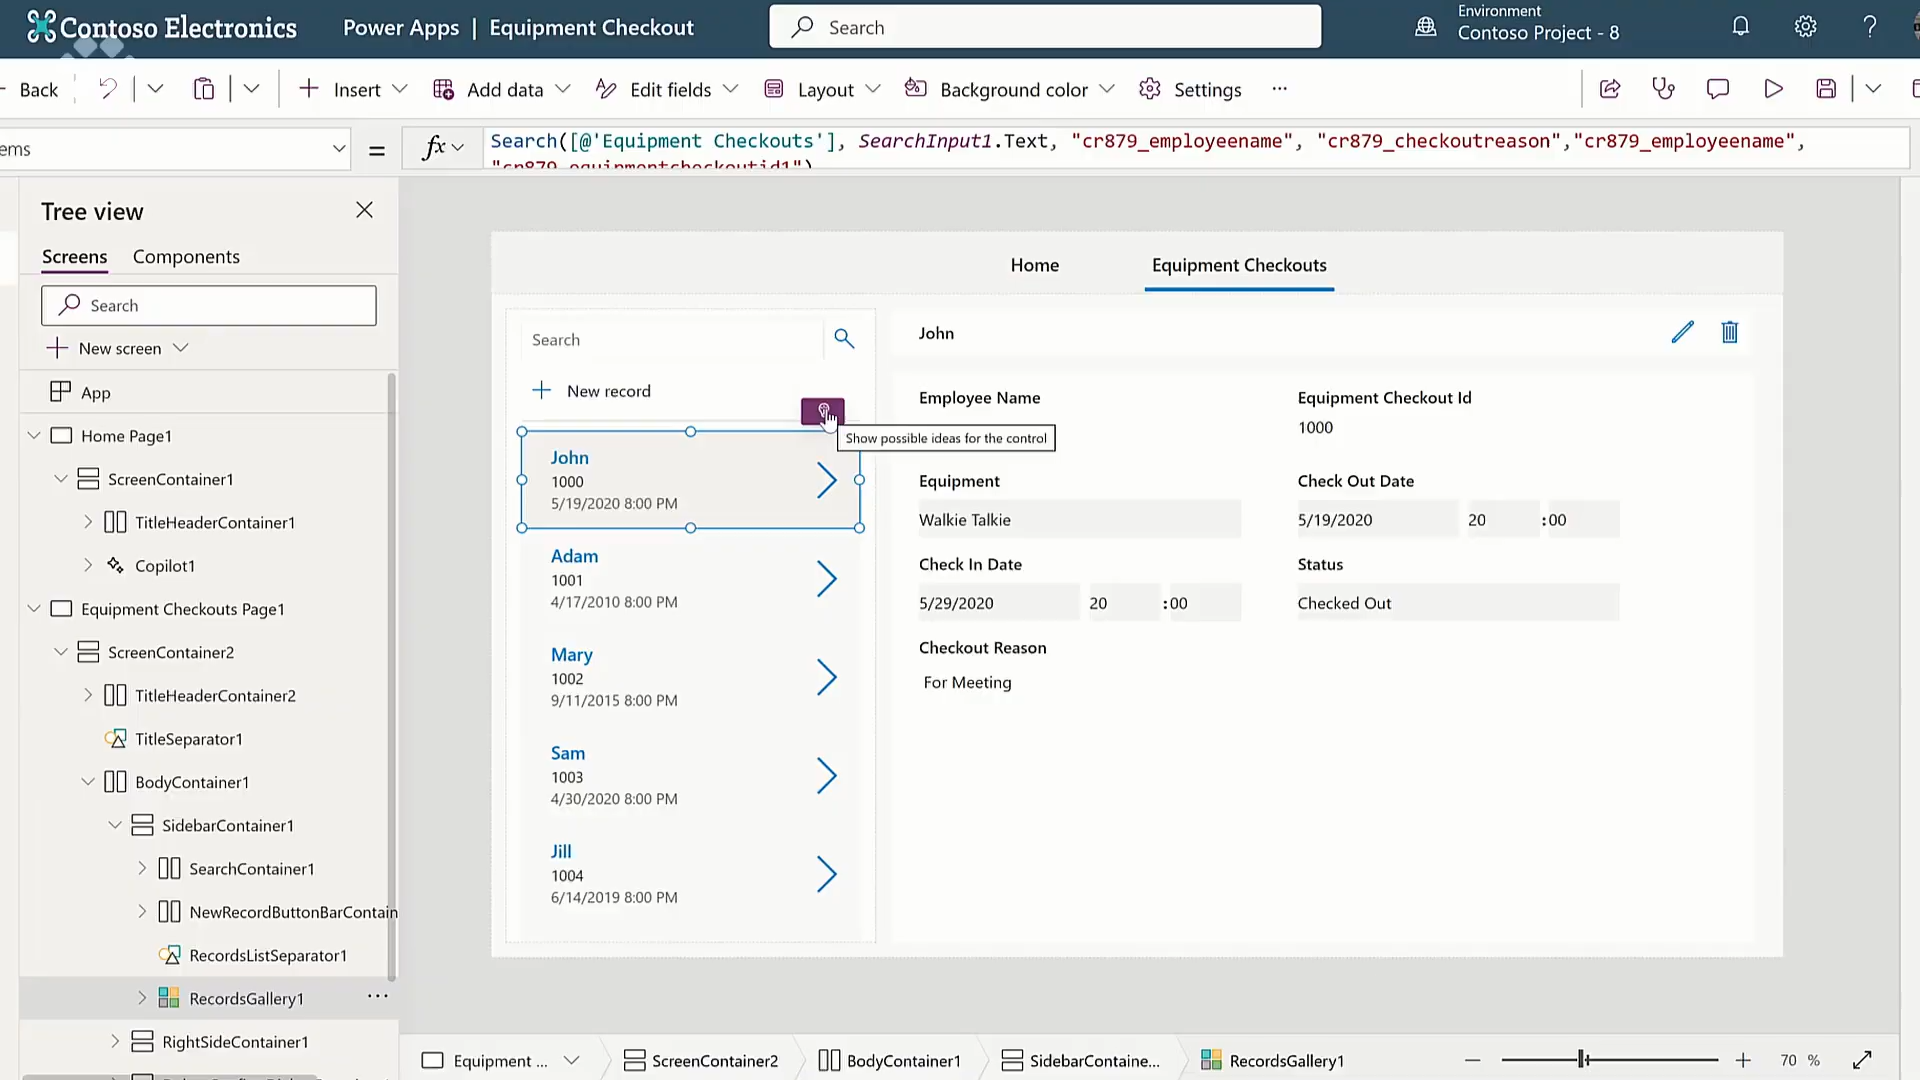 Contoso Electronics
Power Apps | Equipment Checkout
Search
Environment
Contoso Project - 8
?
Back
Insert
Add data
Edit fields
Layout
Background color
Settings
···
ems
=
fx
Search([@'Equipment Checkouts'], SearchInput1.Text, "cr879_employeename", "cr879_checkoutreason","cr879_employeename",
"cr879_equipmentcheckoutid1")
Tree view
Screens
Components
Search
New screen
App
Home Page1
ScreenContainer1
TitleHeaderContainer1
Copilot1
Equipment Checkouts Page1
ScreenContainer2
TitleHeaderContainer2
TitleSeparator1
BodyContainer1
SidebarContainer1
SearchContainer1
NewRecordButtonBarContain
RecordsListSeparator1
RecordsGallery1
···
RightSideContainer1
Home
Equipment Checkouts
Search
New record
Show possible ideas for the control
John
1000
5/19/2020 8:00 PM
Adam
1001
4/17/2010 8:00 PM
Mary
1002
9/11/2015 8:00 PM
Sam
1003
4/30/2020 8:00 PM
Jill
1004
6/14/2019 8:00 PM
John
Employee Name
Equipment Checkout Id
1000
Equipment
Check Out Date
Walkie Talkie
5/19/2020
20
:00
Check In Date
Status
5/29/2020
20
:00
Checked Out
Checkout Reason
For Meeting
Equipment ...
ScreenContainer2
BodyContainer1
SidebarContaine...
RecordsGallery1
70 %